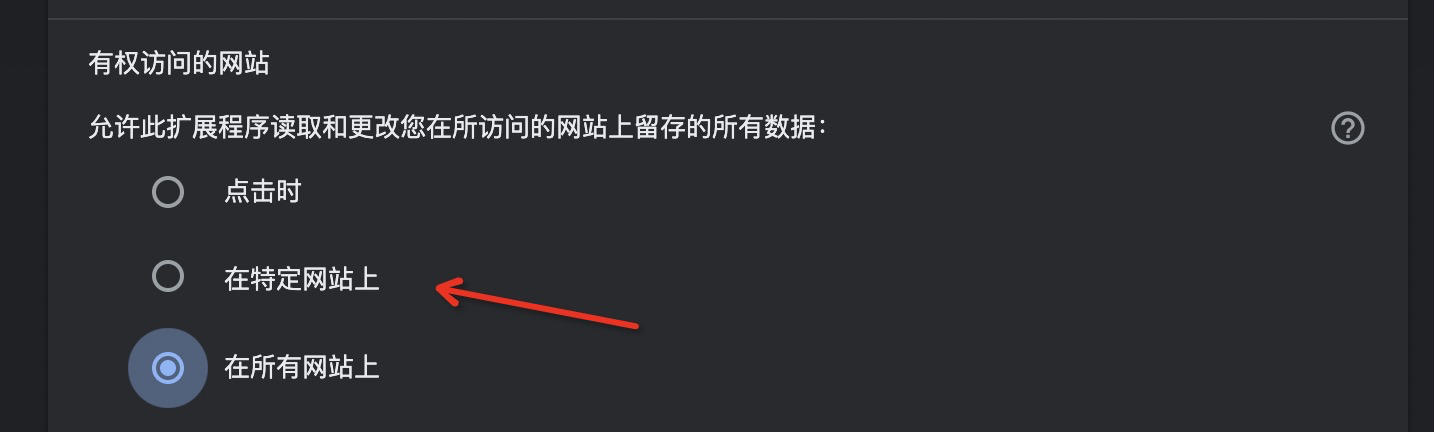 有权访问的网站
允许此扩展程序读取和更改您在所访问的网站上留存的所有数据：
点击时
在特定网站上
在所有网站上